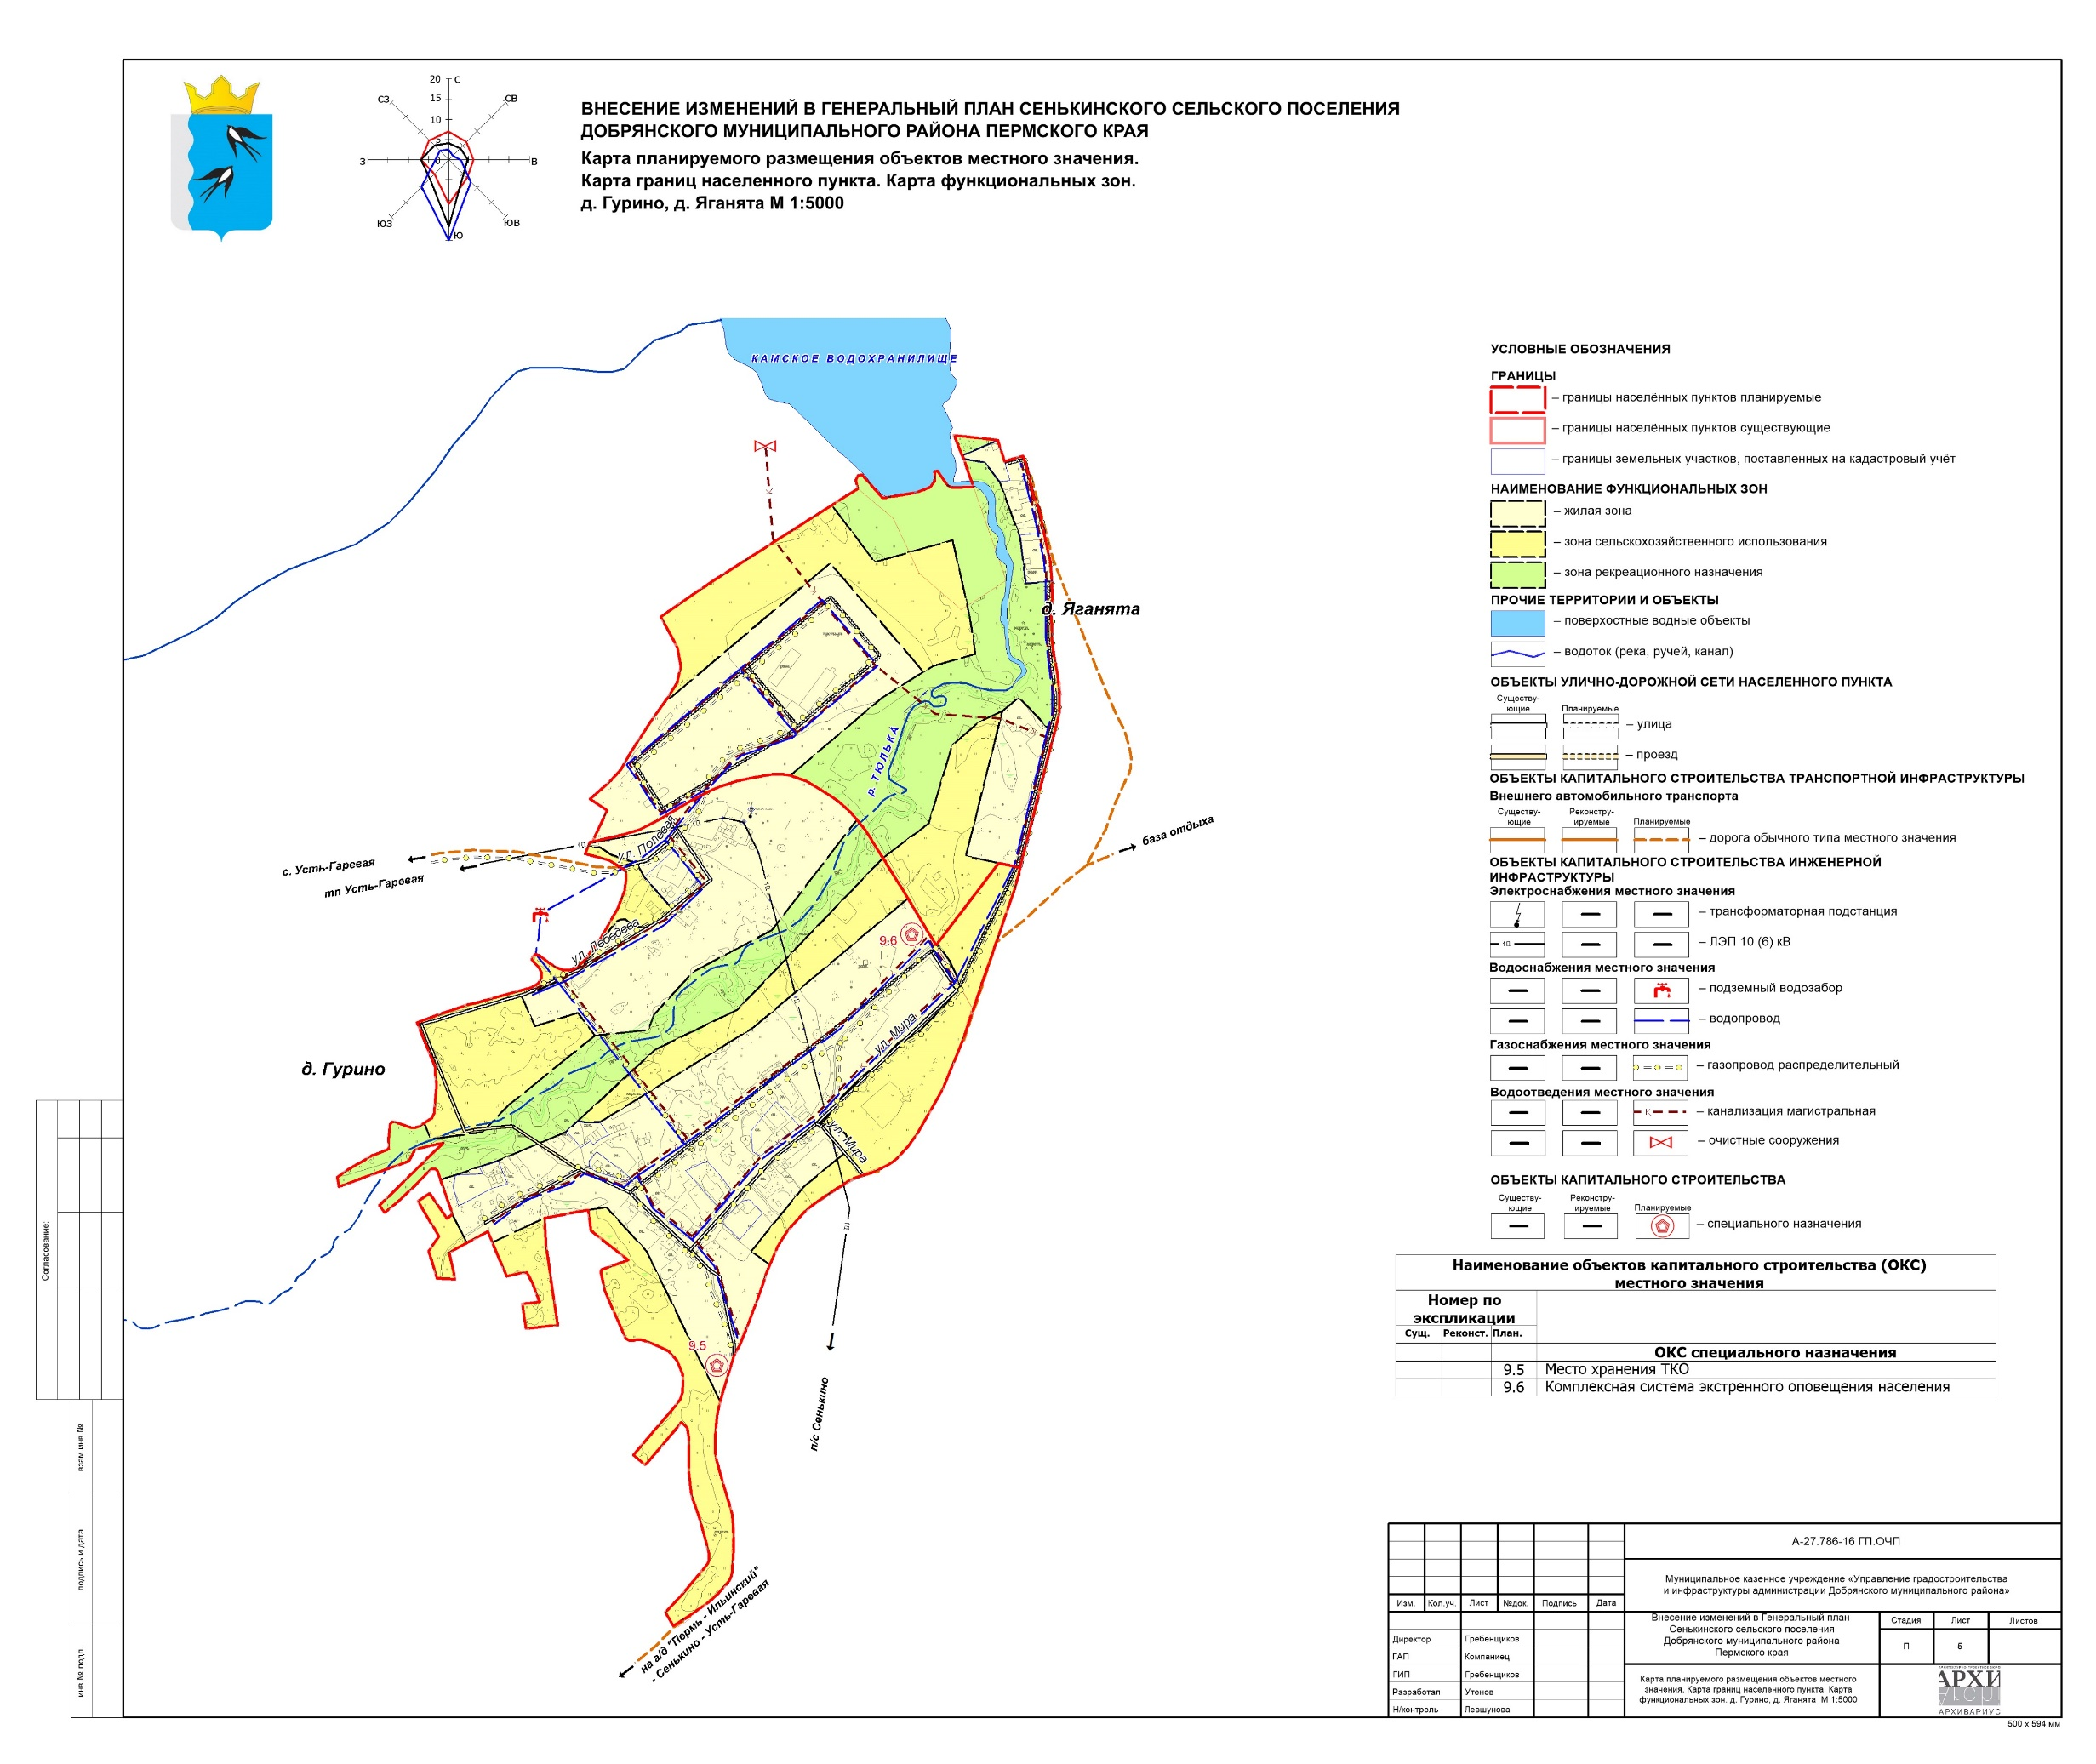 20
С
15
10
5
0
СЗ
СВ
З
В
ЮЗ
ЮВ
Ю
ВНЕСЕНИЕ ИЗМЕНЕНИЙ В ГЕНЕРАЛЬНЫЙ ПЛАН СЕНЬКИНСКОГО СЕЛЬСКОГО ПОСЕЛЕНИЯ
ДОБРЯНСКОГО МУНИЦИПАЛЬНОГО РАЙОНА ПЕРМСКОГО КРАЯ
Карта планируемого размещения объектов местного значения.
Карта границ населенного пункта. Карта функциональных зон.
д. Гурино, д. Яганята М 1:5000
КАМСКОЕ ВОДОХРАНИЛИЩЕ
д. Яганята
р. ТЮЛЬКА
база отдыха
ул. Полевая
с. Усть-Гаревая
тп Усть-Гаревая
ул. Лебедева
9.6
ул. Мира
д. Гурино
ул. Мира
9.5
п/с Сенькино
на а/д "Пермь - Ильинский"
- Сенькино - Усть-Гаревая
УСЛОВНЫЕ ОБОЗНАЧЕНИЯ
ГРАНИЦЫ
– границы населённых пунктов планируемые
– границы населённых пунктов существующие
– границы земельных участков, поставленных на кадастровый учёт
НАИМЕНОВАНИЕ ФУНКЦИОНАЛЬНЫХ ЗОН
– жилая зона
– зона сельскохозяйственного использования
– зона рекреационного назначения
ПРОЧИЕ ТЕРРИТОРИИ И ОБЪЕКТЫ
– поверхостные водные объекты
– водоток (река, ручей, канал)
ОБЪЕКТЫ УЛИЧНО-ДОРОЖНОЙ СЕТИ НАСЕЛЕННОГО ПУНКТА
Существу-
ющие
Планируемые
– улица
– проезд
ОБЪЕКТЫ КАПИТАЛЬНОГО СТРОИТЕЛЬСТВА ТРАНСПОРТНОЙ ИНФРАСТРУКТУРЫ
Внешнего автомобильного транспорта
Существу-
ющие
Реконстру-
ируемые
Планируемые
– дорога обычного типа местного значения
ОБЪЕКТЫ КАПИТАЛЬНОГО СТРОИТЕЛЬСТВА ИНЖЕНЕРНОЙ
ИНФРАСТРУКТУРЫ
Электроснабжения местного значения
– трансформаторная подстанция
– ЛЭП 10 (6) кВ
Водоснабжения местного значения
– подземный водозабор
– водопровод
Газоснабжения местного значения
– газопровод распределительный
Водоотведения местного значения
– канализация магистральная
– очистные сооружения
ОБЪЕКТЫ КАПИТАЛЬНОГО СТРОИТЕЛЬСТВА
Существу-
ющие
Реконстру-
ируемые
Планируемые
– специального назначения
Наименование объектов капитального строительства (ОКС)
местного значения
Номер по
экспликации
Сущ. Реконст. План.
ОКС специального назначения
9.5 Место хранения ТКО
9.6 Комплексная система экстренного оповещения населения
Согласование:
взам.инв.№
подпись и дата
инв.№ подл.
А-27.786-16 ГП.ОЧП
Муниципальное казенное учреждение «Управление градостроительства
и инфраструктуры администрации Добрянского муниципального района»
Изм. Кол.уч. Лист №док. Подпись Дата
Внесение изменений в Генеральный план
Сенькинского сельского поселения
Добрянского муниципального района
Пермского края
Стадия Лист Листов
П 5
Директор Гребенщиков
ГАП Компаниец
ГИП Гребенщиков
Разработал Утенов
Н/контроль Левшунова
Карта планируемого размещения объектов местного
значения. Карта границ населенного пункта. Карта
функциональных зон. д. Гурино, д. Яганята М 1:5000
АРХИ
АРХИВАРИУС
500 x 594 мм